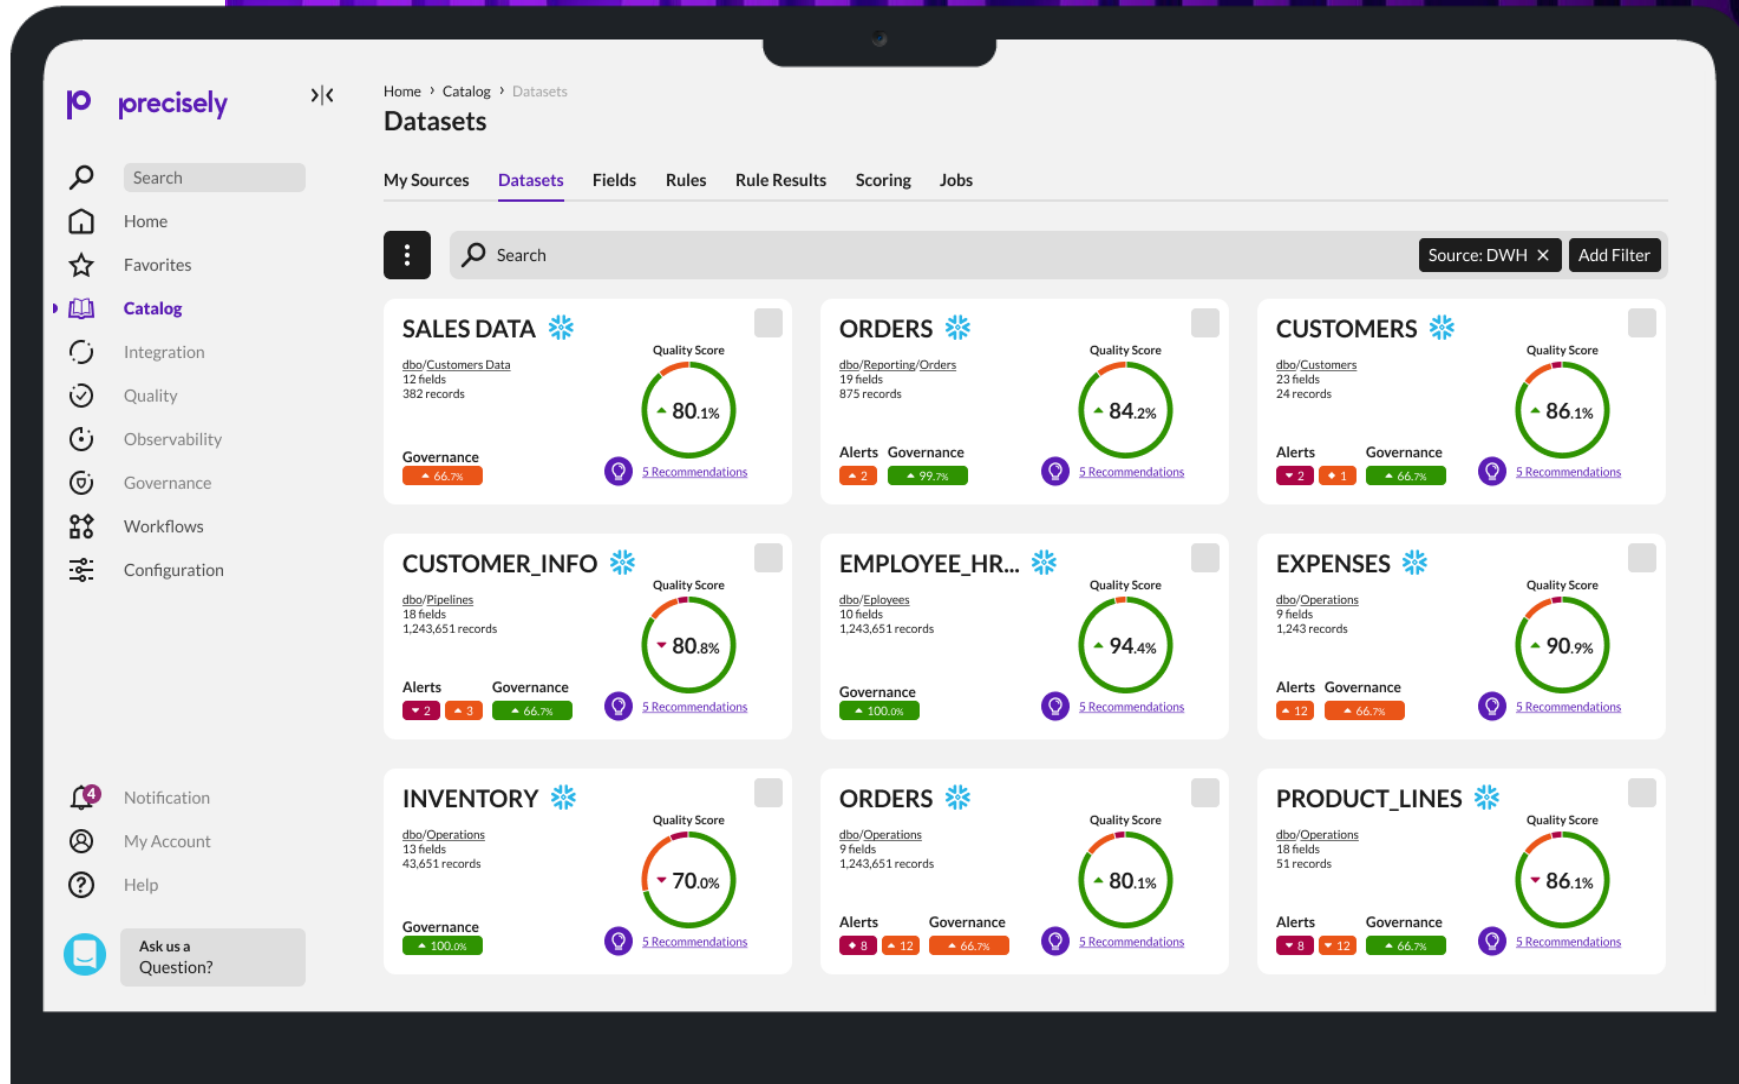 precisely
Search
Home
Favorites
Catalog
Integration
Quality
Observability
Governance
Workflows
Configuration
4
Notification
My Account
Help
Ask us a
Question?
Home › Catalog › Datasets
Datasets
My Sources Datasets Fields Rules Rule Results Scoring Jobs
Search Source: DWH ✕ Add Filter
SALES DATA
Quality Score
dbo/Customers Data
12 fields
382 records
80.1%
Governance
66.7%
5 Recommendations
ORDERS
Quality Score
dbo/Reporting/Orders
19 fields
875 records
84.2%
Alerts Governance
2 99.7%
5 Recommendations
CUSTOMERS
Quality Score
dbo/Customers
23 fields
24 records
86.1%
Alerts Governance
2 1 66.7%
5 Recommendations
CUSTOMER_INFO
Quality Score
dbo/Pipelines
18 fields
1,243,651 records
80.8%
Alerts Governance
2 3 66.7%
5 Recommendations
EMPLOYEE_HR...
Quality Score
dbo/Eployees
10 fields
1,243,651 records
94.4%
Governance
100.0%
5 Recommendations
EXPENSES
Quality Score
dbo/Operations
9 fields
1,243 records
90.9%
Alerts Governance
12 66.7%
5 Recommendations
INVENTORY
Quality Score
dbo/Operations
13 fields
43,651 records
70.0%
Governance
100.0%
5 Recommendations
ORDERS
Quality Score
dbo/Operations
9 fields
1,243,651 records
80.1%
Alerts Governance
8 12 66.7%
5 Recommendations
PRODUCT_LINES
Quality Score
dbo/Operations
18 fields
51 records
86.1%
Alerts Governance
8 12 66.7%
5 Recommendations